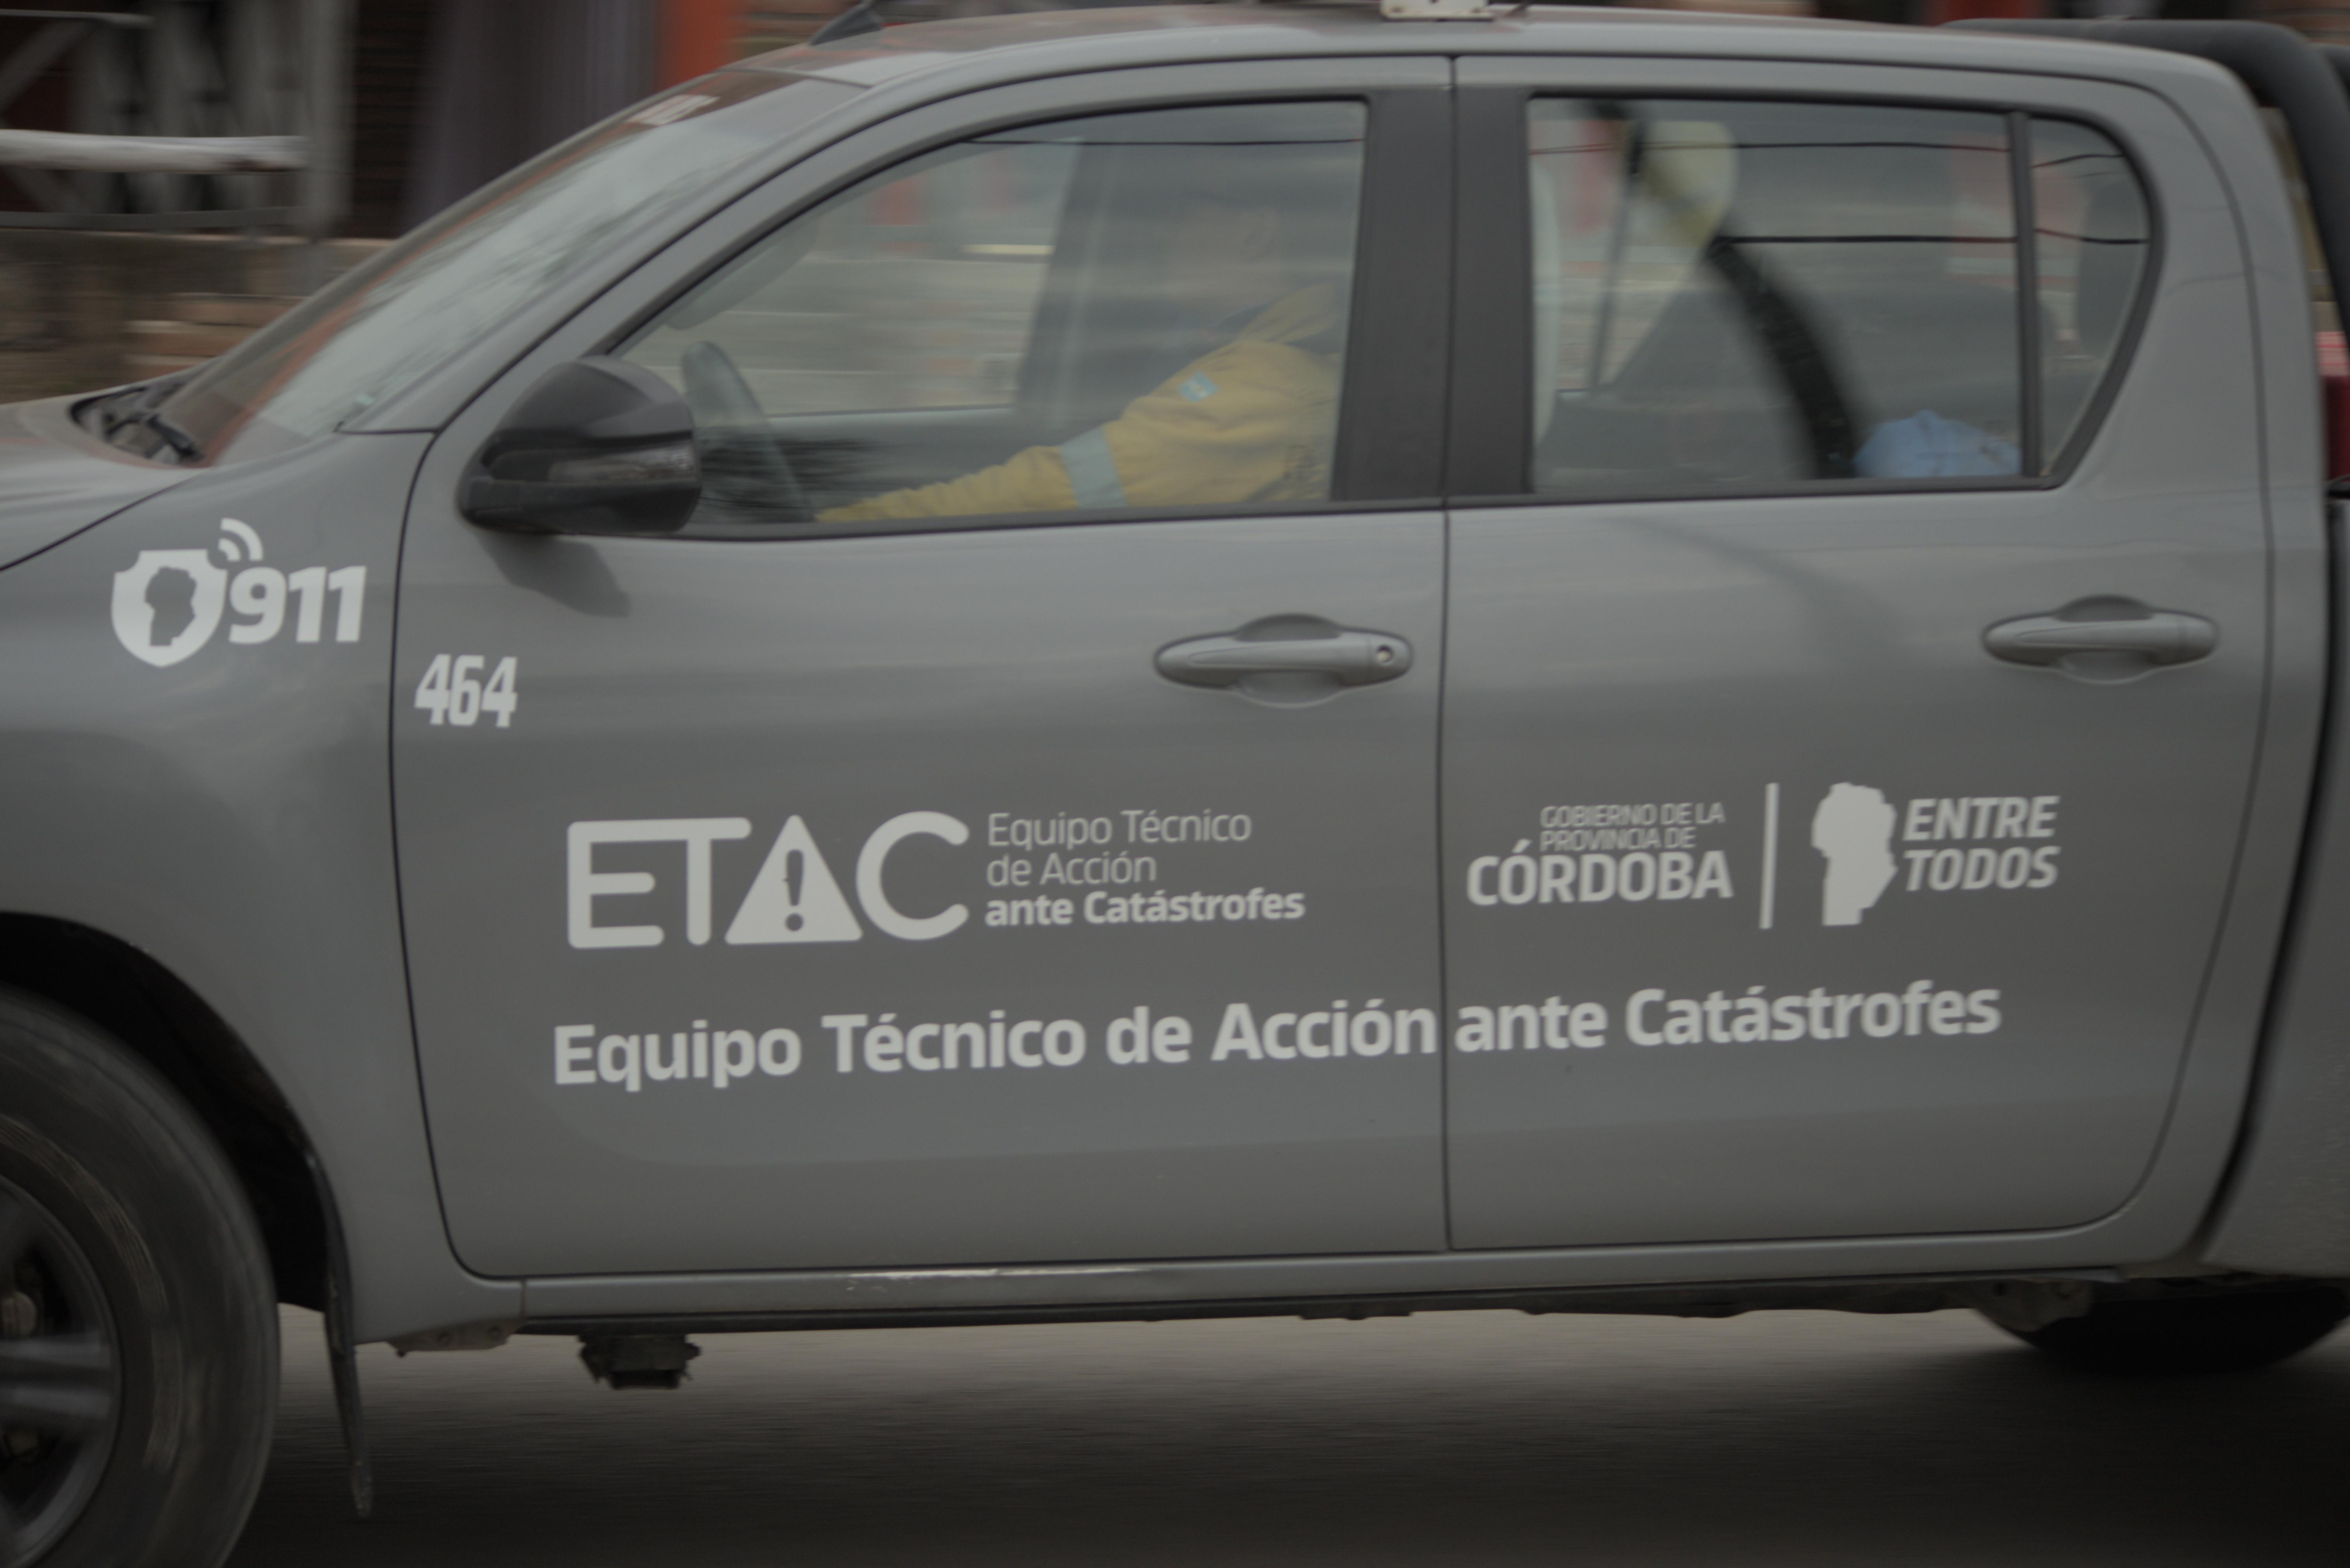 911
464
ETAC
Equipo Técnico
de Acción
ante Catástrofes
GOBIERNO DE LA
PROVINCIA DE
CÓRDOBA
ENTRE
TODOS
Equipo Técnico de Acción ante Catástrofes